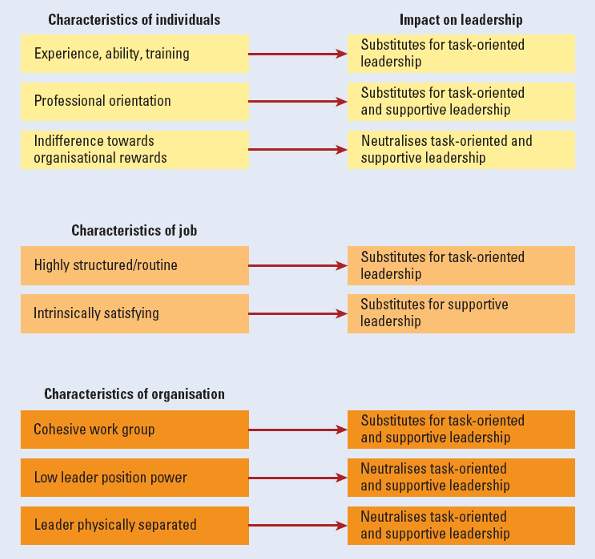 Characteristics of individuals
Impact on leadership
Experience, ability, training
Substitutes for task-oriented
leadership
Professional orientation
Substitutes for task-oriented
and supportive leadership
Indifference towards
organisational rewards
Neutralises task-oriented and
supportive leadership
Characteristics of job
Highly structured/routine
Substitutes for task-oriented
leadership
Intrinsically satisfying
Substitutes for supportive
leadership
Characteristics of organisation
Cohesive work group
Substitutes for task-oriented
and supportive leadership
Low leader position power
Neutralises task-oriented
and supportive leadership
Leader physically separated
Neutralises task-oriented
and supportive leadership